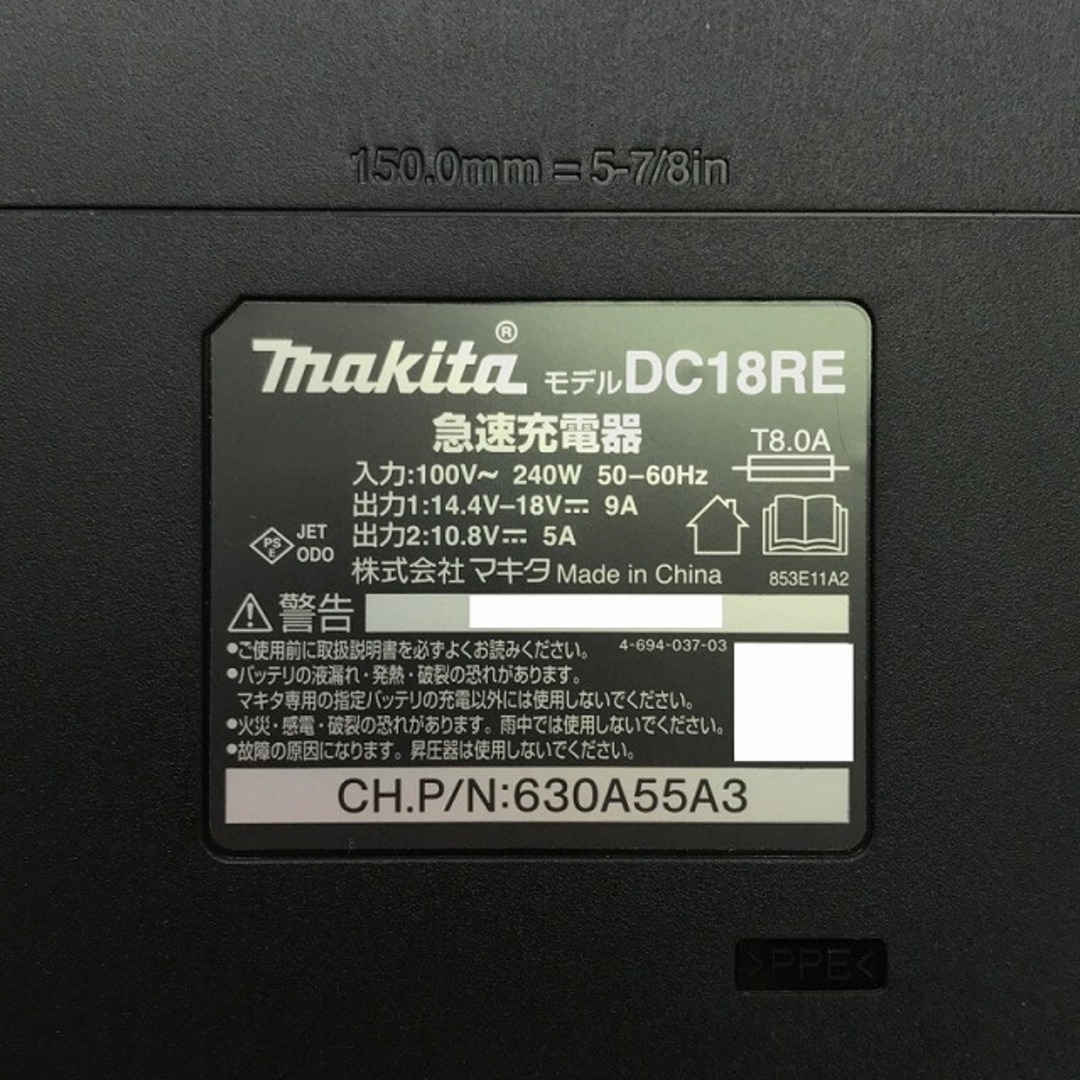 150.0mm = 5-7/8in
makita® モデル DC18RE
急速充電器
T8.0A
入力:100V~ 240W 50-60Hz
出力1:14.4V-18V⎓ 9A
出力2:10.8V⎓ 5A
PS E JET ODO
株式会社マキタ Made in China
853E11A2
警告
4-694-037-03
•ご使用前に取扱説明書を必ずよくお読みください。
•バッテリの液漏れ・発熱・破裂の恐れがあります。
マキタ専用の指定バッテリの充電以外には使用しないでください。
•火災・感電・破裂の恐れがあります。雨中では使用しないでください。
•故障の原因になります。昇圧器は使用しないでください。
CH.P/N:630A55A3
>PPE<